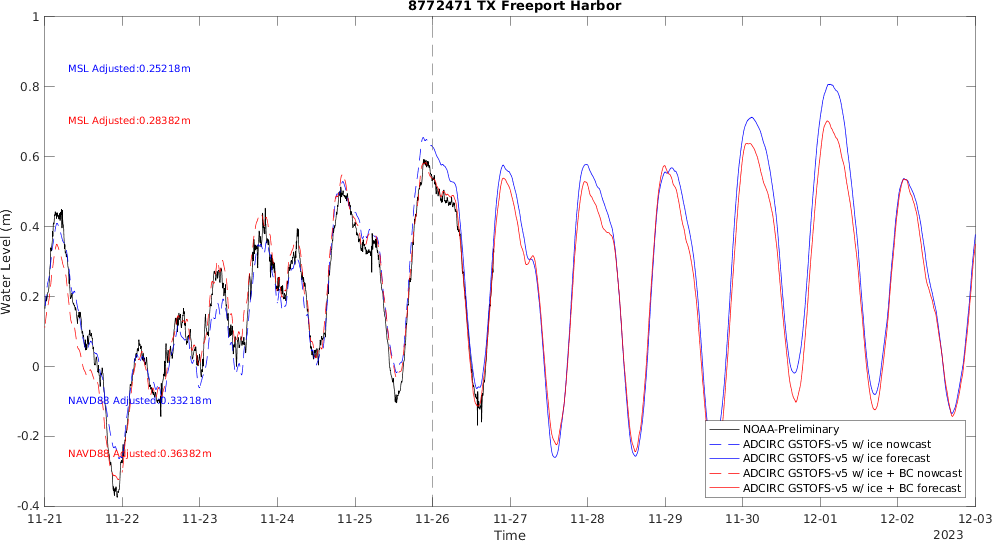 8772471 TX Freeport Harbor
Water Level (m)
1
0.8
0.6
0.4
0.2
0
-0.2
-0.4
MSL Adjusted:0.25218m
MSL Adjusted:0.28382m
NAVD88 Adjusted:0.33218m
NAVD88 Adjusted:0.36382m
NOAA-Preliminary
ADCIRC GSTOFS-v5 w/ ice nowcast
ADCIRC GSTOFS-v5 w/ ice forecast
ADCIRC GSTOFS-v5 w/ ice + BC nowcast
ADCIRC GSTOFS-v5 w/ ice + BC forecast
11-21 11-22 11-23 11-24 11-25 11-26 11-27 11-28 11-29 11-30 12-01 12-02 12-03
Time
2023